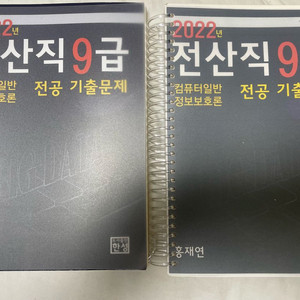 2년
산직9급
일반 전공 기출문제
호론
한샘
2022년
전산직9
컴퓨터일반 전공 기출
정보보호론
홍재연